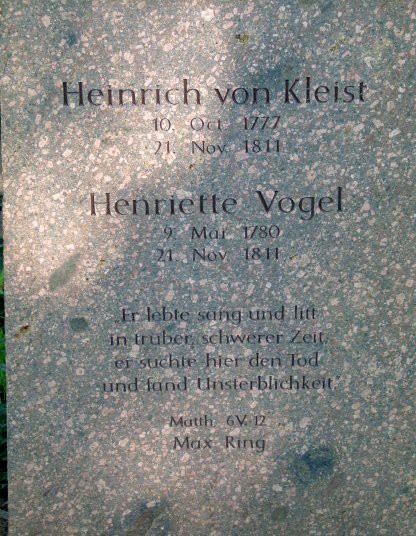 Heinrich von Kleist
10. Oct. 1777
21. Nov. 1811
Henriette Vogel
9. Mai 1780
21. Nov. 1811
„Er lebte sang und litt
in trüber, schwerer Zeit,
er suchte hier den Tod
und fand Unsterblichkeit.“
Matth. 6 V. 12
Max Ring